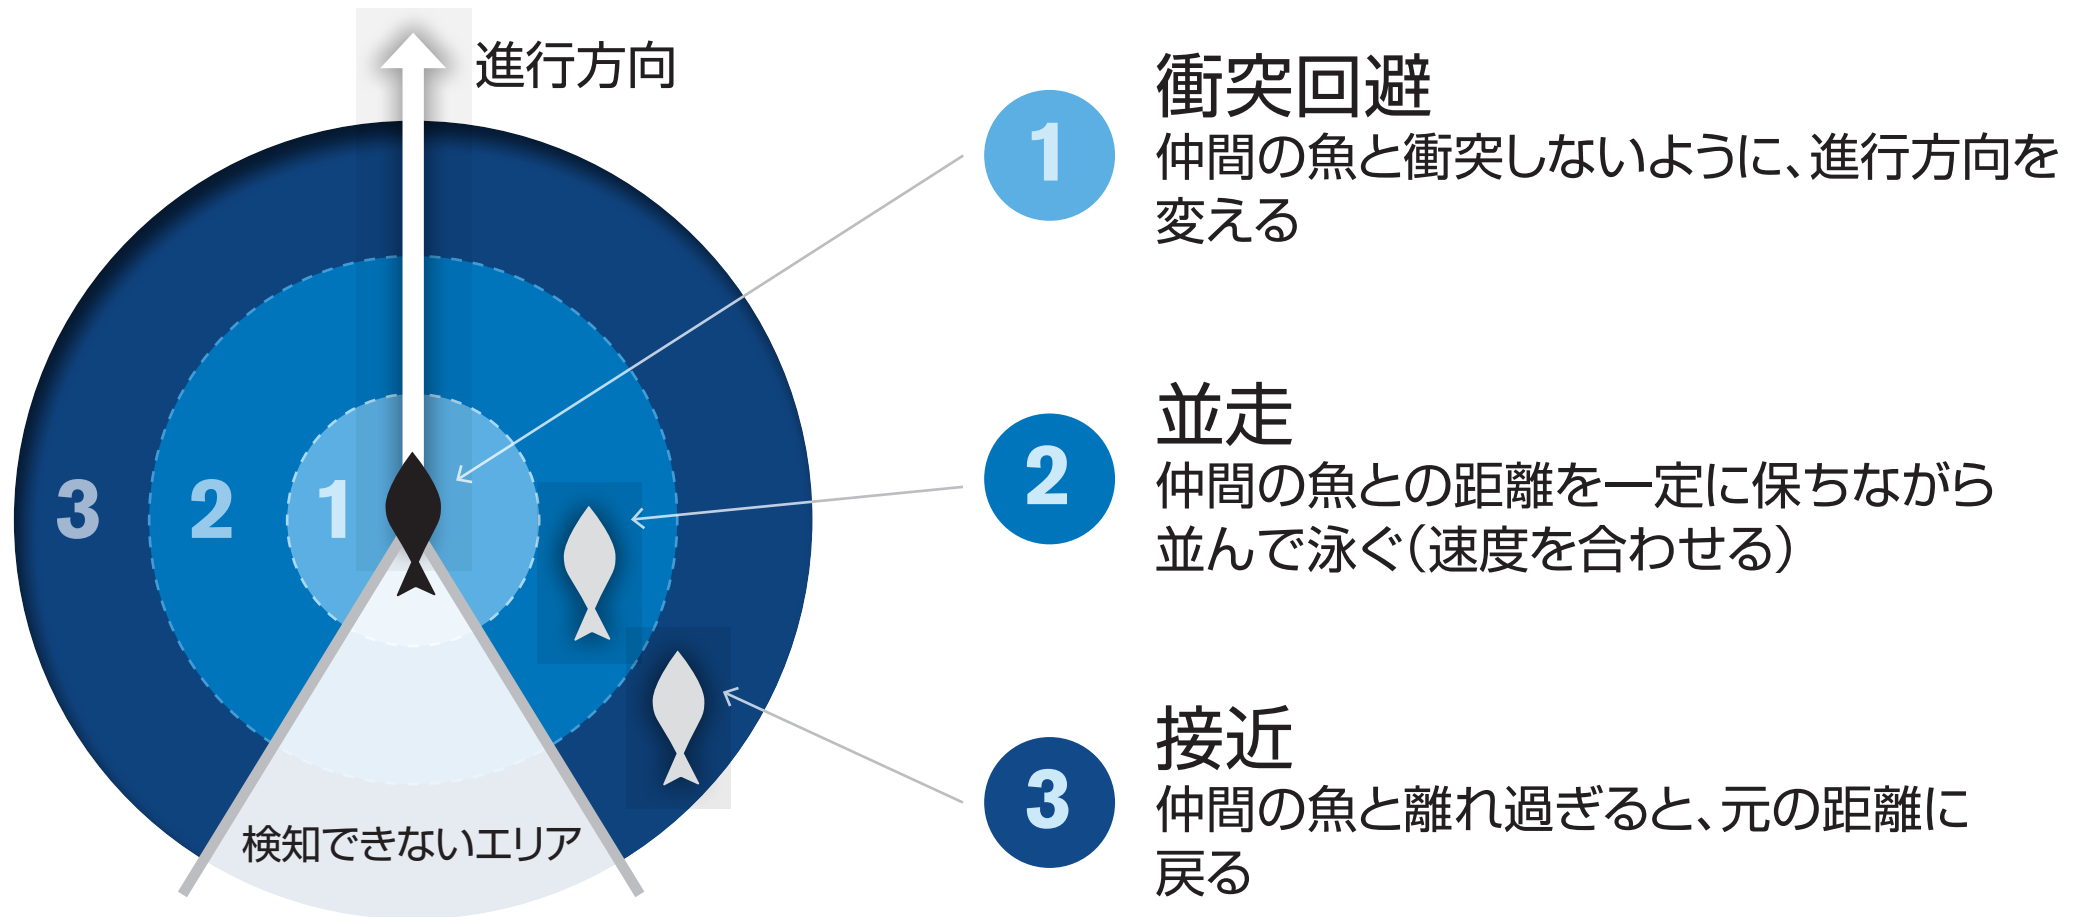 進行方向
3 2 1
検知できないエリア
1
衝突回避
仲間の魚と衝突しないように、進行方向を
変える
2
並走
仲間の魚との距離を一定に保ちながら
並んで泳ぐ(速度を合わせる)
3
接近
仲間の魚と離れ過ぎると、元の距離に
戻る